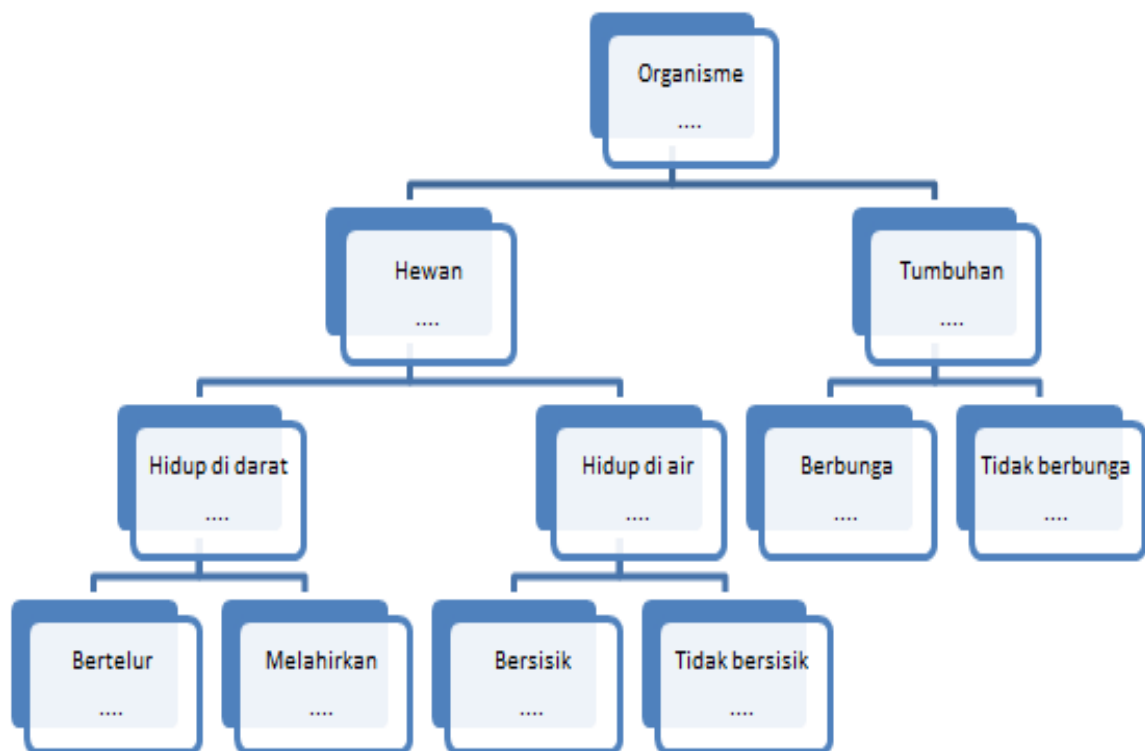 Organisme
....
Hewan
....
Tumbuhan
....
Hidup di darat
....
Hidup di air
....
Berbunga
....
Tidak berbunga
....
Bertelur
....
Melahirkan
....
Bersisik
....
Tidak bersisik
....